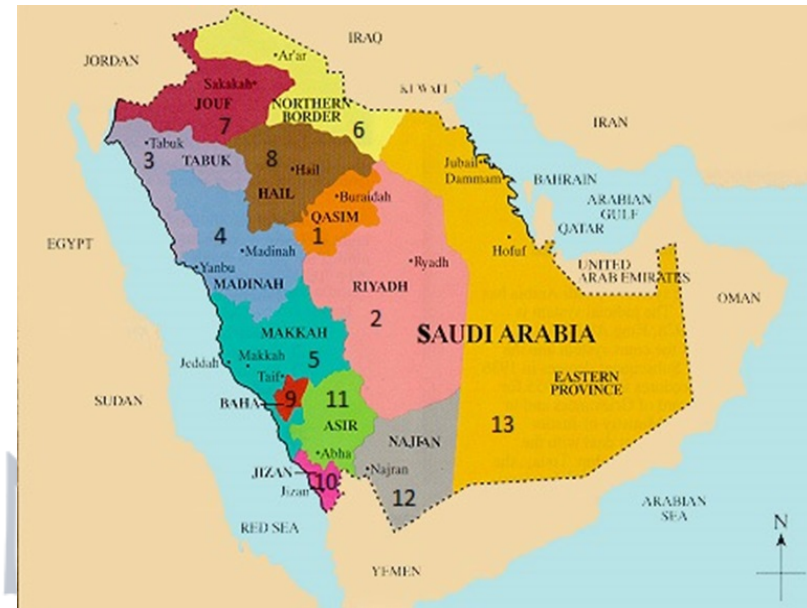 IRAQ
JORDAN
Ar'ar
Sakakah
JOUF
7
NORTHERN
BORDER
6
KUWAIT
IRAN
Tabuk
3
TABUK
8
Hail
HAIL
Jubail
Dammam
BAHRAIN
ARABIAN
GULF
QATAR
Buraidah
QASIM
1
4
EGYPT
Madinah
Yanbu
MADINAH
Hofuf
Ryadh
RIYADH
2
UNITED
ARAB EMIRATES
OMAN
SAUDI ARABIA
MAKKAH
Makkah
5
Jeddah
Taif
EASTERN
PROVINCE
13
SUDAN
9
BAHA
11
ASIR
Abha
NAJRAN
Najran
12
JIZAN
Jizan
10
RED SEA
ARABIAN
SEA
YEMEN
N